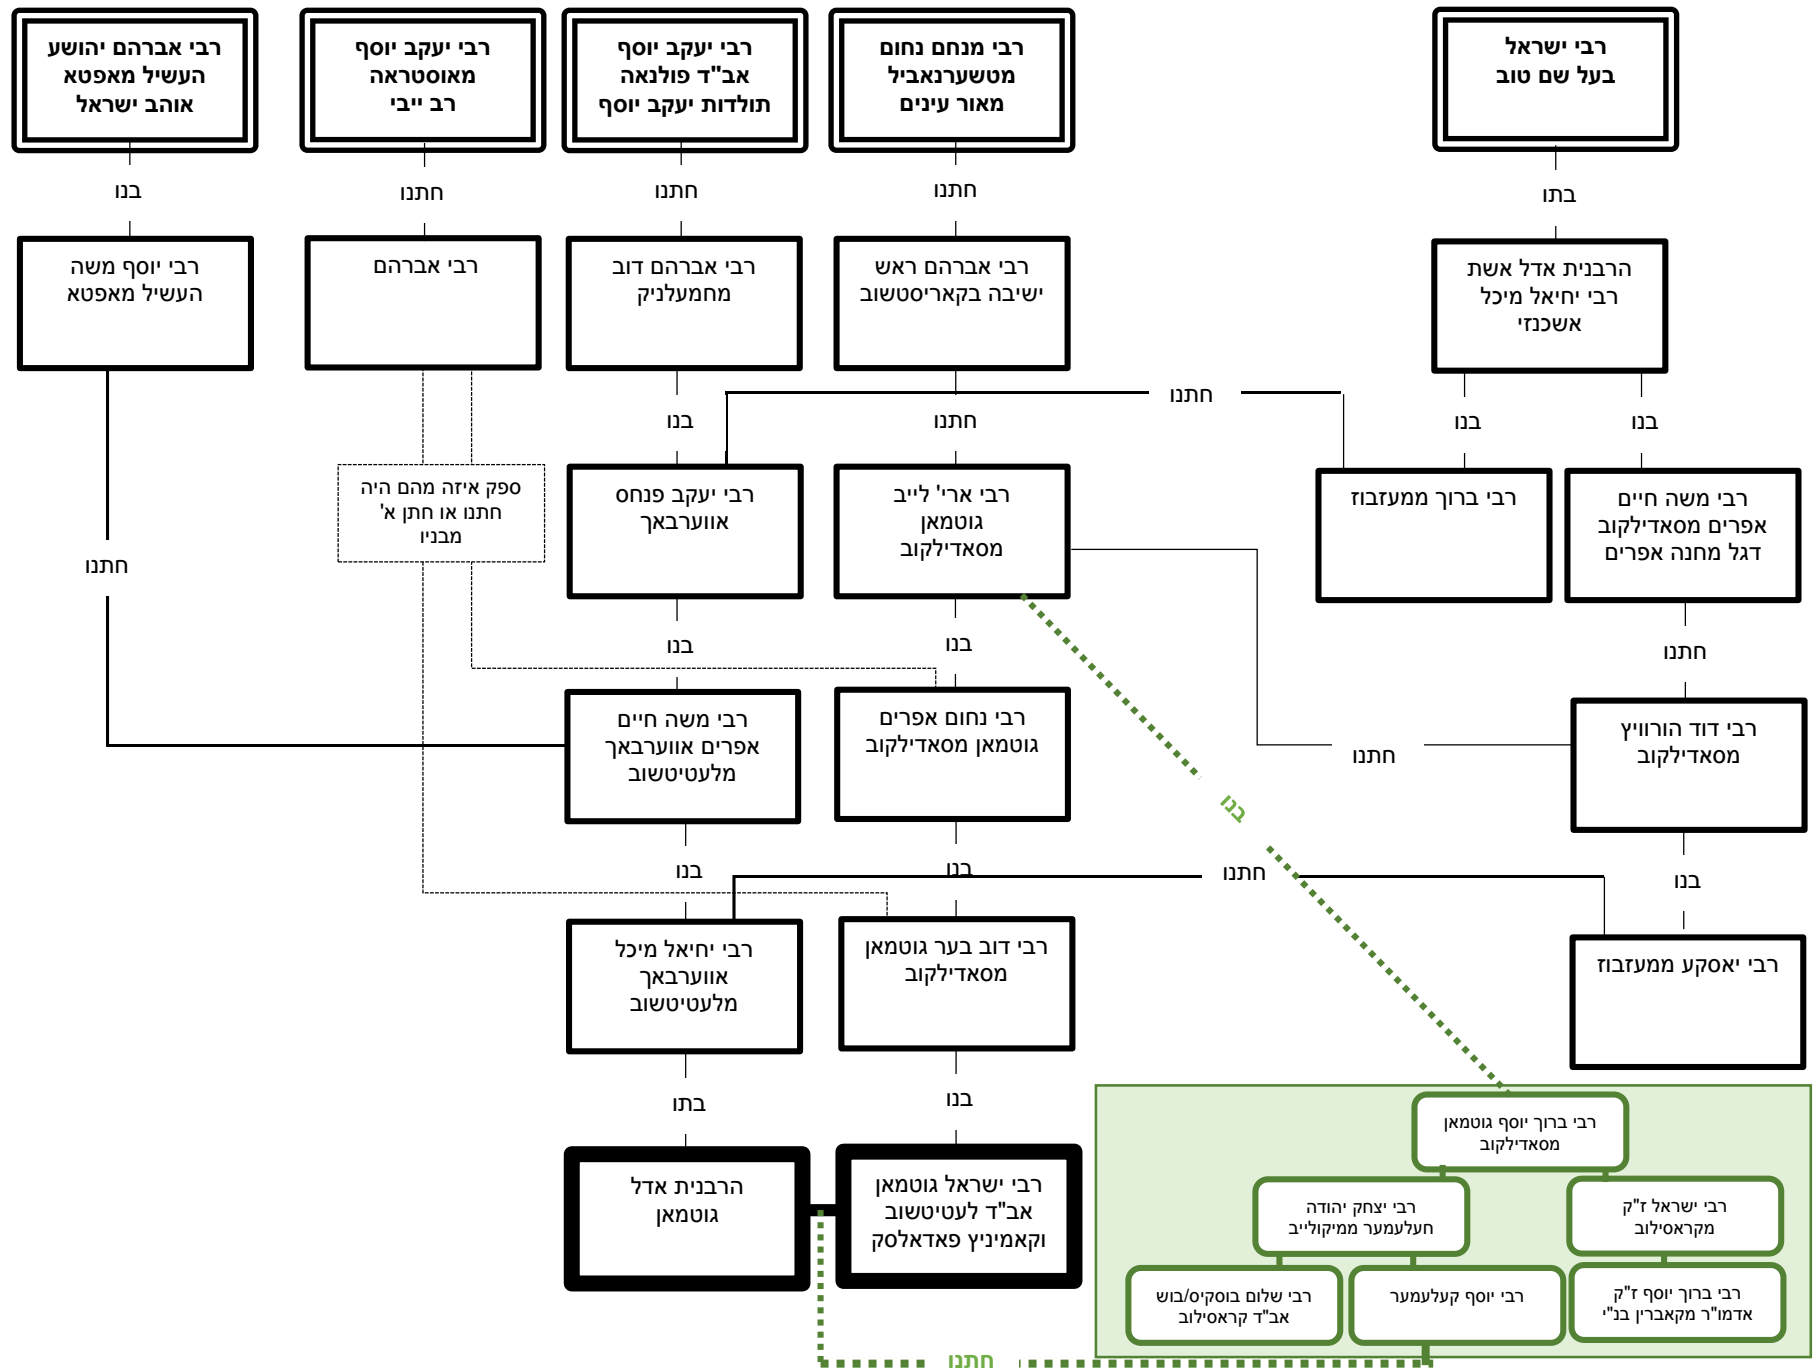 רבי ישראל
בעל שם טוב
רבי מנחם נחום
מטשערנאביל
מאור עינים
רבי יעקב יוסף
אב"ד פולנאה
תולדות יעקב יוסף
רבי יעקב יוסף
מאוסטראה
רב ייבי
רבי אברהם יהושע
העשיל מאפטא
אוהב ישראל
בתו
חתנו
חתנו
חתנו
בנו
הרבנית אדל אשת
רבי יחיאל מיכל
אשכנזי
רבי אברהם ראש
ישיבה בקאריסטשוב
רבי אברהם דוב
מחמעלניק
רבי אברהם
רבי יוסף משה
העשיל מאפטא
חתנו
בנו
בנו
חתנו
בנו
רבי משה חיים
אפרים מסאדילקוב
דגל מחנה אפרים
רבי ברוך ממעזבוז
רבי ארי' לייב
גוטמאן
מסאדילקוב
רבי יעקב פנחס
אווערבאך
ספק איזה מהם היה
חתנו או חתן א'
מבניו
חתנו
חתנו
בנו
בנו
רבי דוד הורוויץ
מסאדילקוב
חתנו
רבי נחום אפרים
גוטמאן מסאדילקוב
רבי משה חיים
אפרים אווערבאך
מלעטיטשוב
בנו
בנו
חתנו
בנו
בנו
רבי יאסקע ממעזבוז
רבי דוב בער גוטמאן
מסאדילקוב
רבי יחיאל מיכל
אווערבאך
מלעטיטשוב
בנו
בתו
רבי ברוך יוסף גוטמאן
מסאדילקוב
רבי ישראל גוטמאן
אב"ד לעטיטשוב
וקאמיניץ פאדאלסק
הרבנית אדל
גוטמאן
רבי ישראל ז"ק
מקראסילוב
רבי יצחק יהודה
חעלעמער ממיקולייב
רבי ברוך יוסף ז"ק
אדמו"ר מקאברין בנ"י
רבי יוסף קעלעמער
רבי שלום בוסקיס/בוש
אב"ד קראסילוב
חתנו